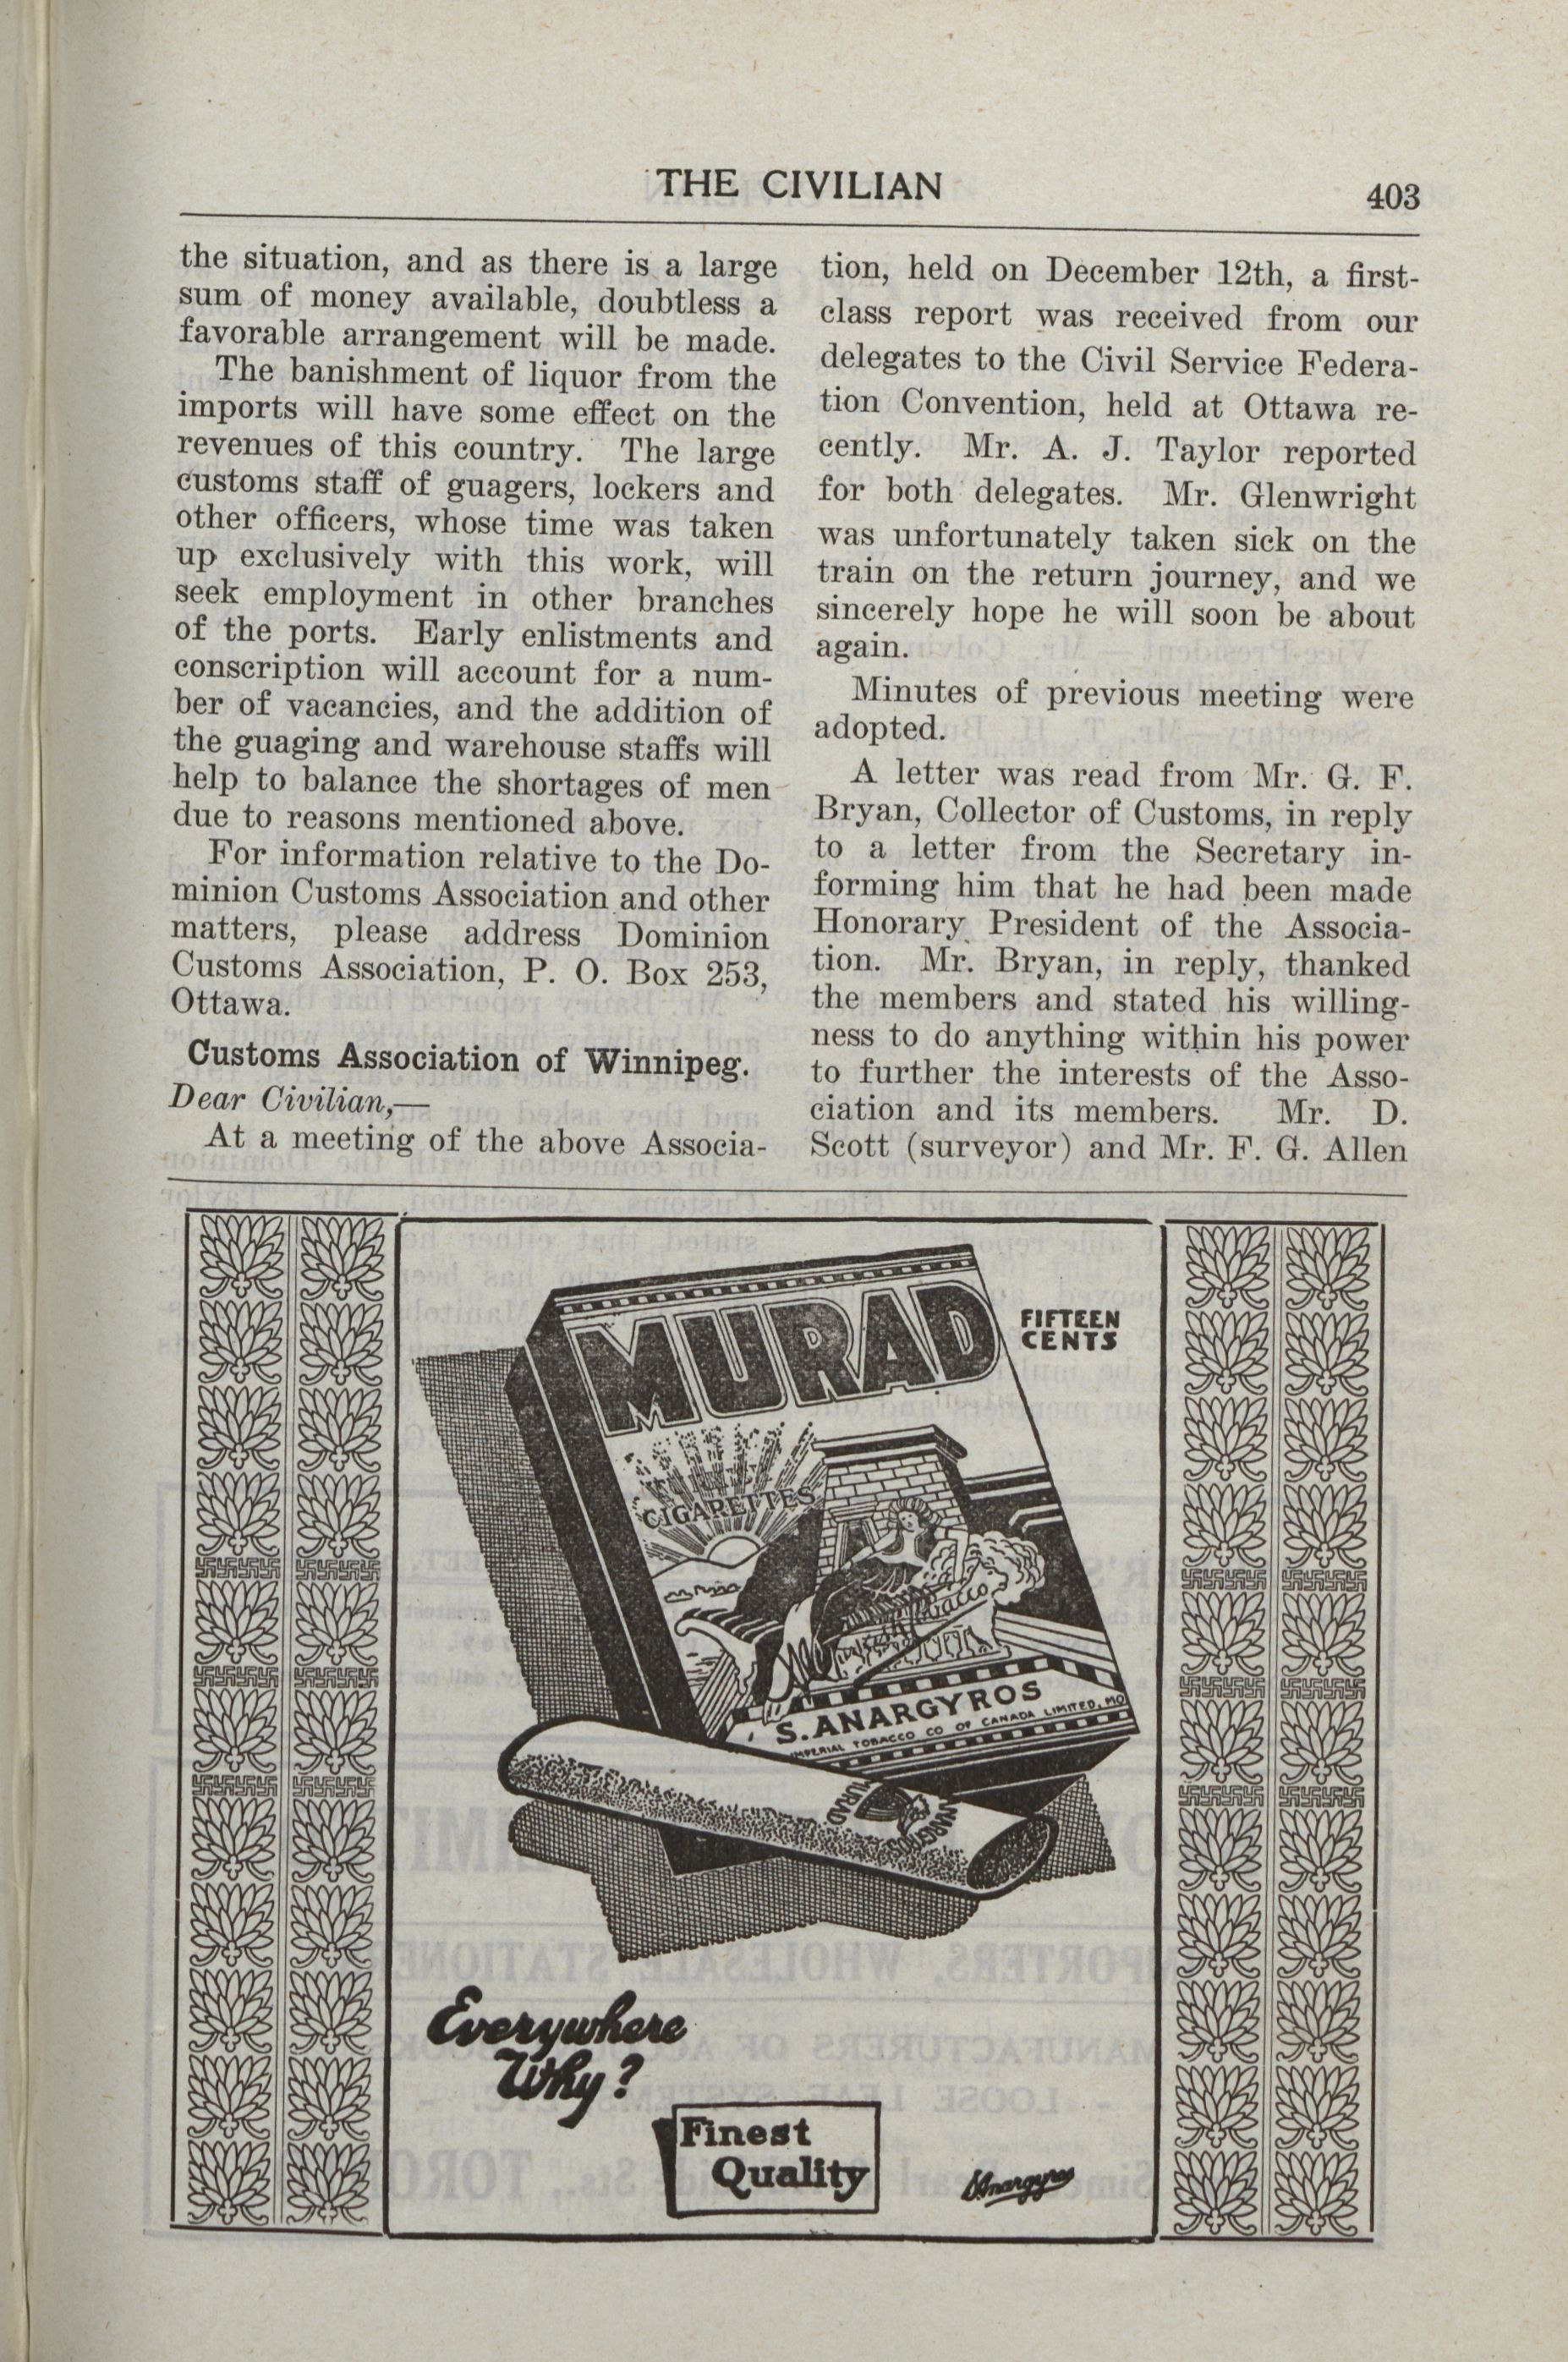 THE CIVILIAN
403
the situation, and as there is a large
sum of money available, doubtless a
favorable arrangement will be made.
The banishment of liquor from the
imports will have some effect on the
revenues of this country. The large
customs staff of guagers, lockers and
other officers, whose time was taken
up exclusively with this work, will
seek employment in other branches
of the ports. Early enlistments and
conscription will account for a num-
ber of vacancies, and the addition of
the guaging and warehouse staffs will
help to balance the shortages of men
due to reasons mentioned above.
For information relative to the Do-
minion Customs Association and other
matters, please address Dominion
Customs Association, P. O. Box 253,
Ottawa.
Customs Association of Winnipeg.
Dear Civilian,—
At a meeting of the above Associa-
tion, held on December 12th, a first-
class report was received from our
delegates to the Civil Service Federa-
tion Convention, held at Ottawa re-
cently. Mr. A. J. Taylor reported
for both delegates. Mr. Glenwright
was unfortunately taken sick on the
train on the return journey, and we
sincerely hope he will soon be about
again.
Minutes of previous meeting were
adopted.
A letter was read from Mr. G. F.
Bryan, Collector of Customs, in reply
to a letter from the Secretary in-
forming him that he had been made
Honorary President of the Associa-
tion. Mr. Bryan, in reply, thanked
the members and stated his willing-
ness to do anything within his power
to further the interests of the Asso-
ciation and its members. Mr. D.
Scott (surveyor) and Mr. F. G. Allen
MURAD
FIFTEEN
CENTS
CIGARETTES
S. ANARGYROS
IMPERIAL TOBACCO CO OF CANADA LIMITED, MO
MURAD
ANARGYROS
Everywhere
Why?
Finest
Quality
S. Anargyros